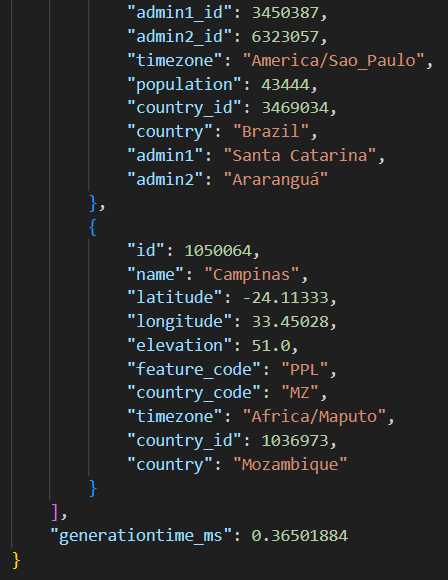 "admin1_id": 3450387,
"admin2_id": 6323057,
"timezone": "America/Sao_Paulo",
"population": 43444,
"country_id": 3469034,
"country": "Brazil",
"admin1": "Santa Catarina",
"admin2": "Araranguá"
},
{
"id": 1050064,
"name": "Campinas",
"latitude": -24.11333,
"longitude": 33.45028,
"elevation": 51.0,
"feature_code": "PPL",
"country_code": "MZ",
"timezone": "Africa/Maputo",
"country_id": 1036973,
"country": "Mozambique"
}
],
"generationtime_ms": 0.36501884
}